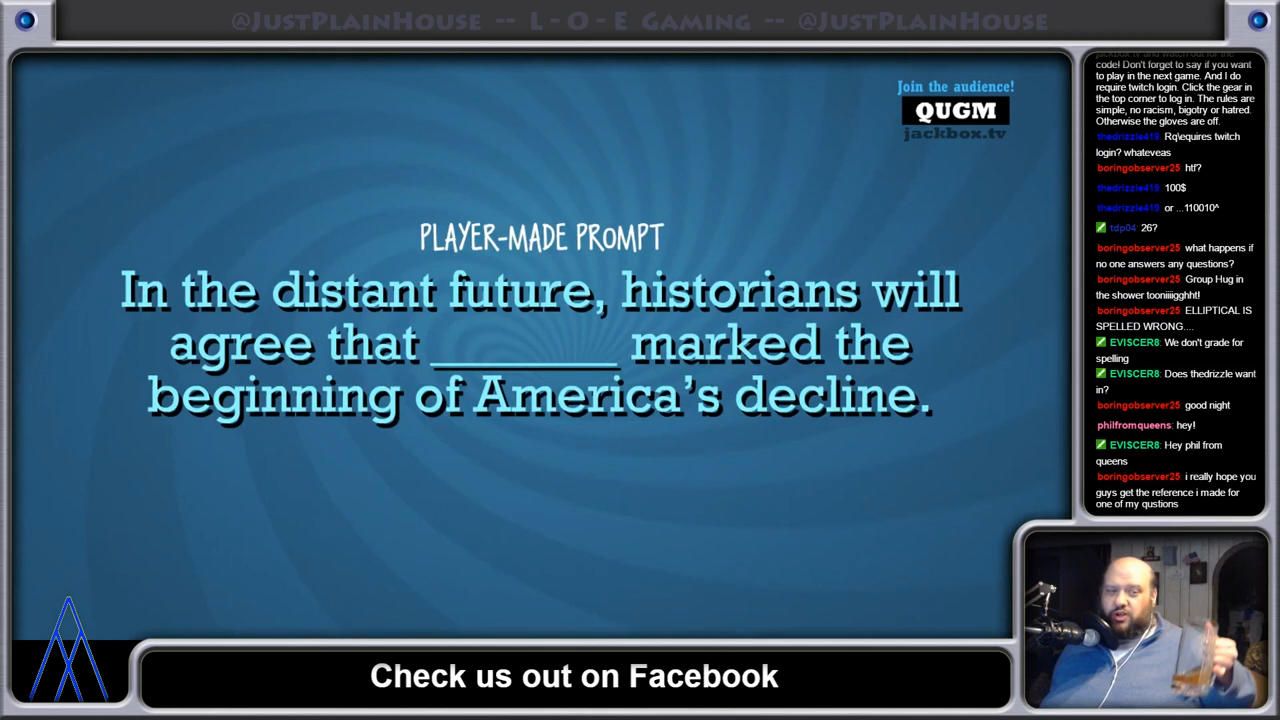 @JustPlainHouse -- L-O-E Gaming -- @JustPlainHouse
Join the audience!
QUGM
jackbox.tv
PLAYER-MADE PROMPT
In the distant future, historians will
agree that ________ marked the
beginning of America's decline.
jackbox.tv and watch out for the
code! Don't forget to say if you want
to play in the next game. And I do
require twitch login. Click the gear in
the top corner to log in. The rules are
simple, no racism, bigotry or hatred.
Otherwise the gloves are off.
thedrizzle419: Rq\equires twitch
login? whateveas
boringobserver25: htf?
thedrizzle419: 100$
thedrizzle419: or ...110010^
tdp04: 26?
boringobserver25: what happens if
no one answers any questions?
boringobserver25: Group Hug in
the shower tooniiiigghht!
boringobserver25: ELLIPTICAL IS
SPELLED WRONG....
EVISCER8: We don't grade for
spelling
EVISCER8: Does thedrizzle want
in?
boringobserver25: good night
philfromqueens: hey!
EVISCER8: Hey phil from
queens
boringobserver25: i really hope you
guys get the reference i made for
one of my qustions
Check us out on Facebook